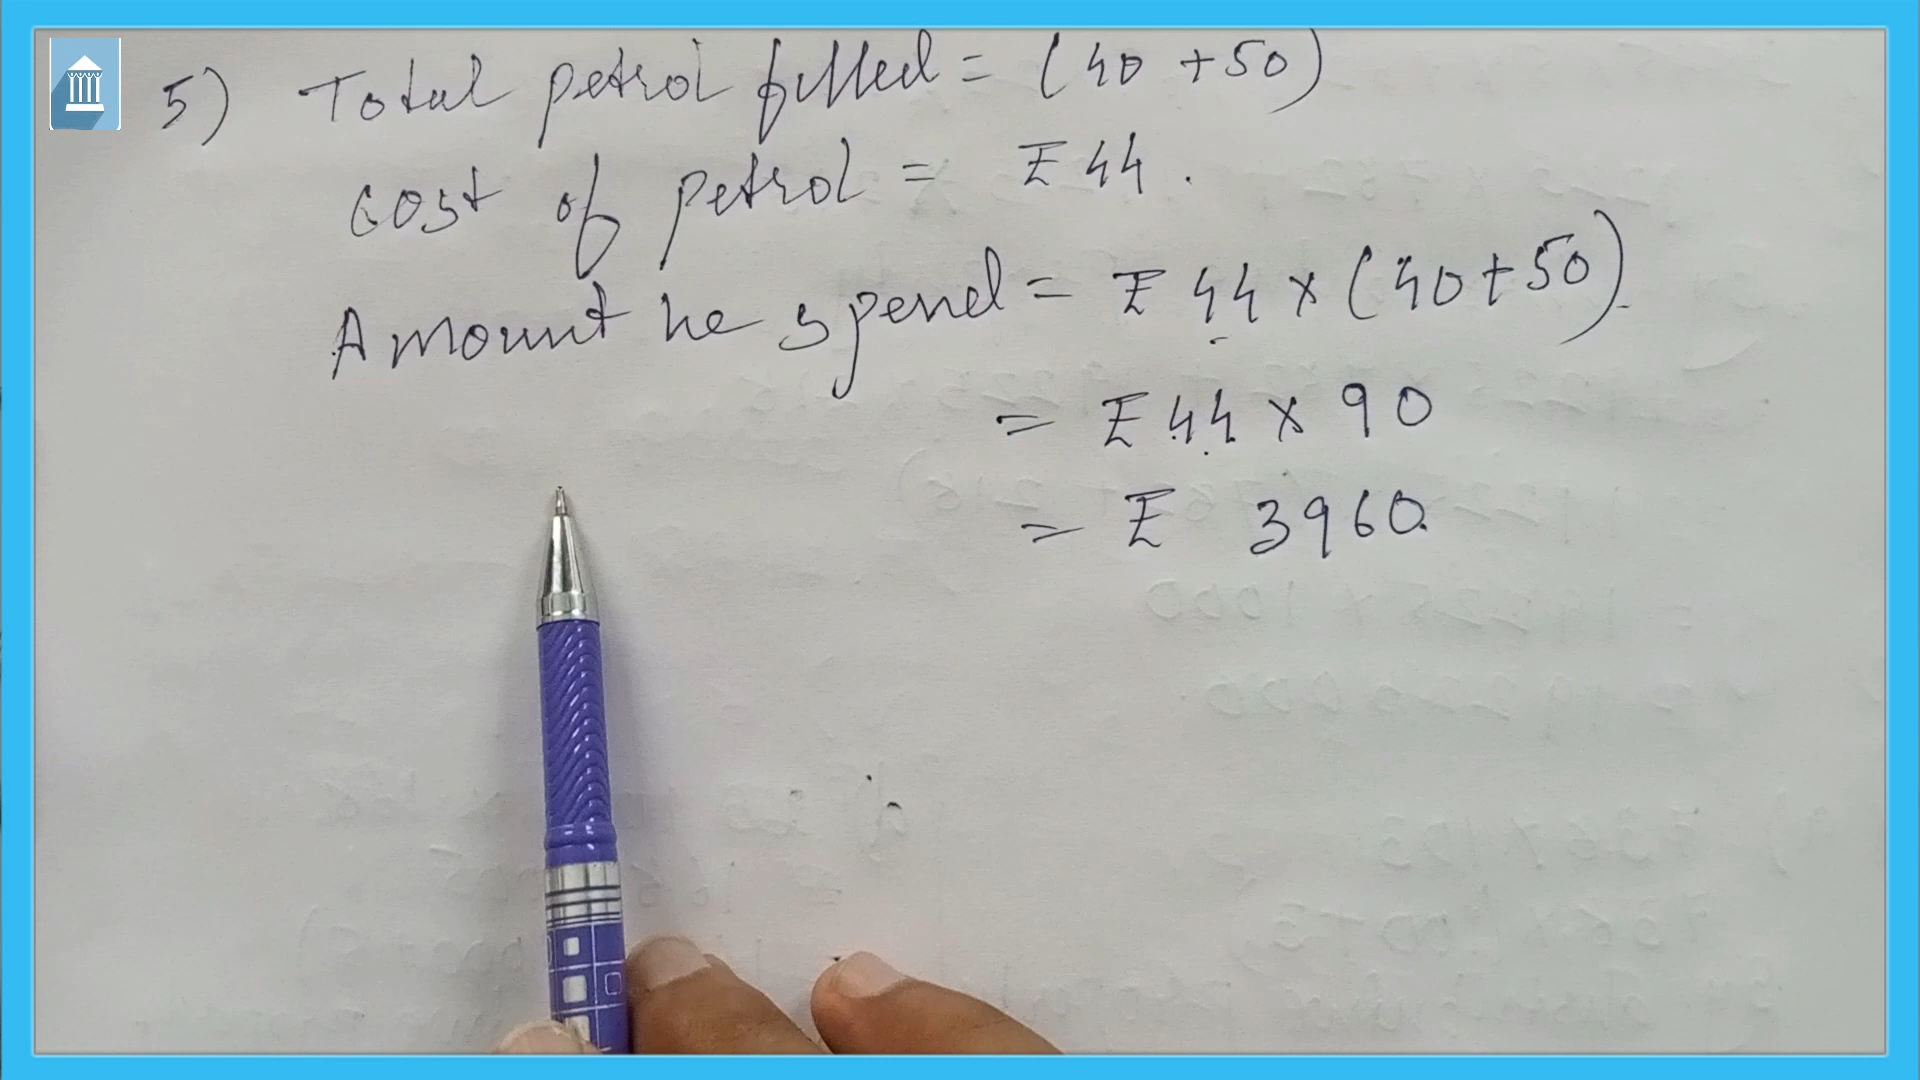 5) Total petrol filled = (40 + 50)
cost of petrol = ₹ 44.
Amount he spend = ₹ 44 × (40 + 50)
= ₹ 44 × 90
= ₹ 3960